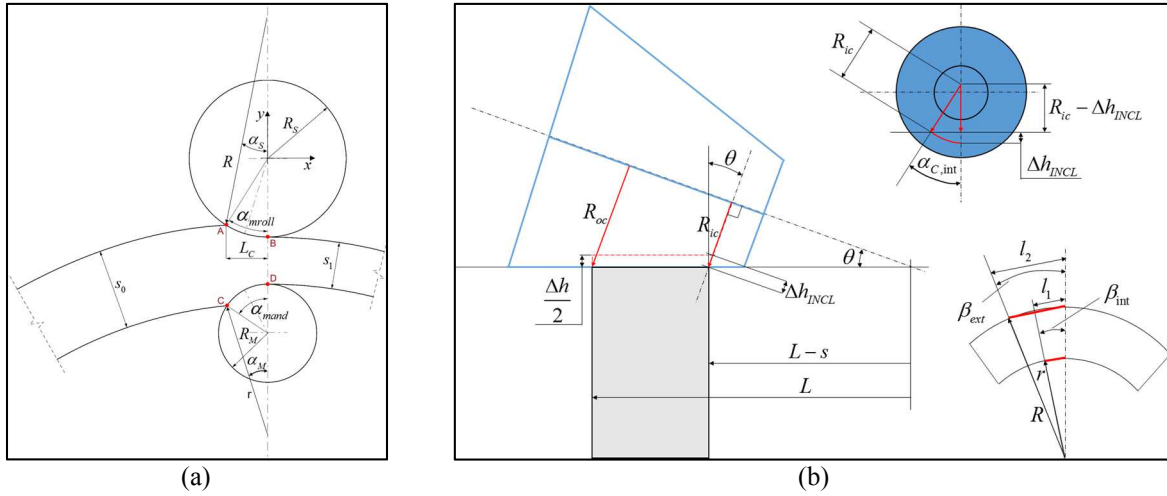 R_S
y
α_S
R
x
α_mroll
A
B
L_C
s_1
s_0
D
C
α_mand
R_M
α_M
r
(a)
R_ic
R_ic − Δh_INCL
Δh_INCL
α_C,int
θ
R_oc
R_ic
θ
Δh
2
Δh_INCL
L − s
L
l_2
l_1
β_int
β_ext
r
R
(b)